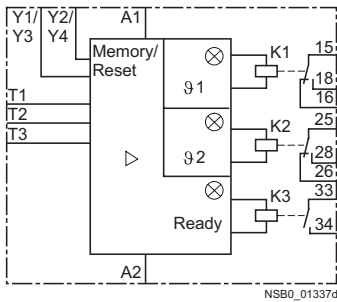 Y1/ Y2/ A1
Y3 Y4
Memory/
Reset
K1
15
ϑ1
18
16
T1
T2
T3
K2
25
ϑ2
28
26
K3
33
Ready
34
A2
NSB0_01337d